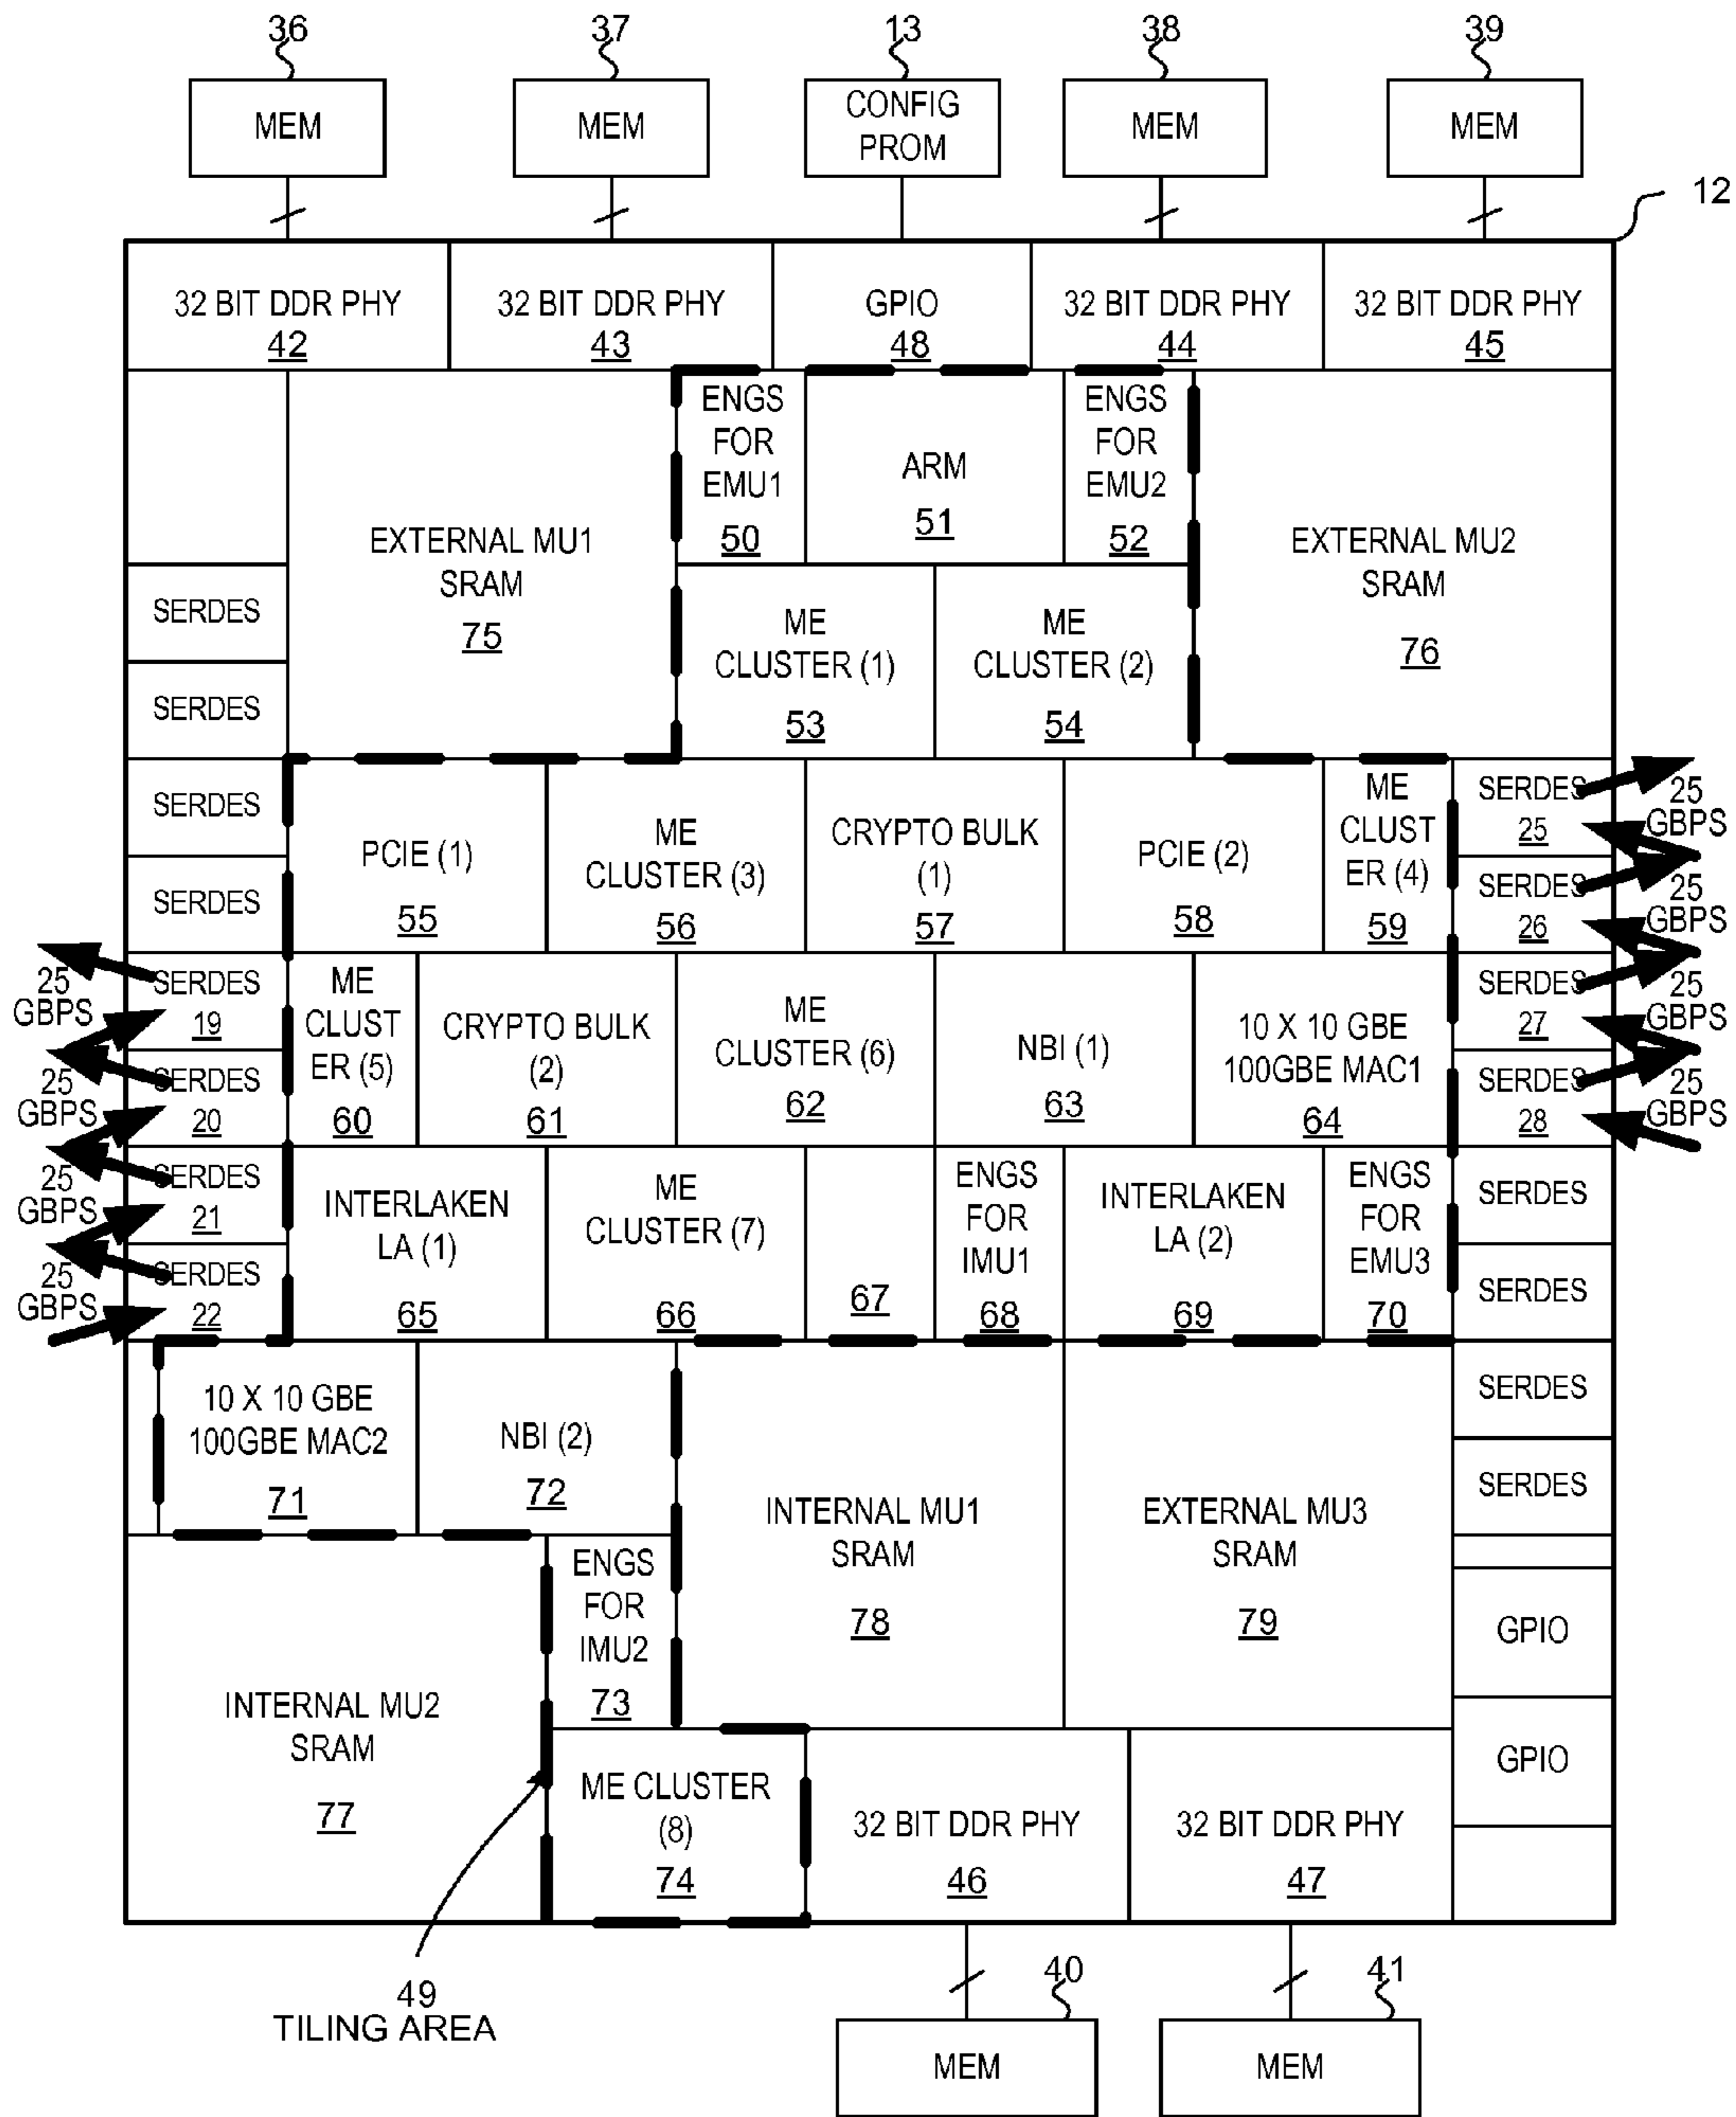 36
37
13
38
39
MEM
MEM
CONFIG
PROM
MEM
MEM
12
32 BIT DDR PHY
42
32 BIT DDR PHY
43
GPIO
48
32 BIT DDR PHY
44
32 BIT DDR PHY
45
EXTERNAL MU1
SRAM
75
ENGS
FOR
EMU1
50
ARM
51
ENGS
FOR
EMU2
52
EXTERNAL MU2
SRAM
76
SERDES
SERDES
ME
CLUSTER (1)
53
ME
CLUSTER (2)
54
SERDES
SERDES
PCIE (1)
55
ME
CLUSTER (3)
56
CRYPTO BULK
(1)
57
PCIE (2)
58
ME
CLUST
ER (4)
59
SERDES
25
25
GBPS
SERDES
26
25
GBPS
25
GBPS
SERDES
19
25
GBPS
SERDES
20
ME
CLUST
ER (5)
60
CRYPTO BULK
(2)
61
ME
CLUSTER (6)
62
NBI (1)
63
10 X 10 GBE
100GBE MAC1
64
SERDES
27
25
GBPS
SERDES
28
25
GBPS
25
GBPS
SERDES
21
25
GBPS
SERDES
22
INTERLAKEN
LA (1)
65
ME
CLUSTER (7)
66
67
ENGS
FOR
IMU1
68
INTERLAKEN
LA (2)
69
ENGS
FOR
EMU3
70
SERDES
SERDES
10 X 10 GBE
100GBE MAC2
71
NBI (2)
72
INTERNAL MU1
SRAM
78
EXTERNAL MU3
SRAM
79
SERDES
SERDES
GPIO
GPIO
INTERNAL MU2
SRAM
77
ENGS
FOR
IMU2
73
ME CLUSTER
(8)
74
32 BIT DDR PHY
46
32 BIT DDR PHY
47
49
TILING AREA
40
41
MEM
MEM